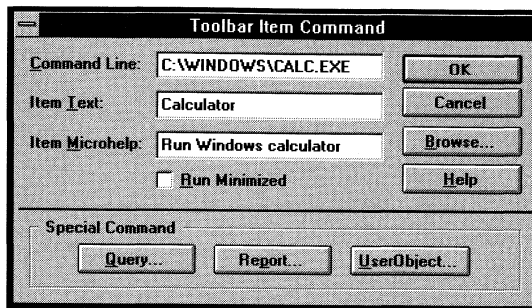 Toolbar Item Command
Command Line: C:\WINDOWS\CALC.EXE OK
Item Text: Calculator Cancel
Item Microhelp: Run Windows calculator Browse...
Run Minimized Help
Special Command
Query... Report... UserObject...